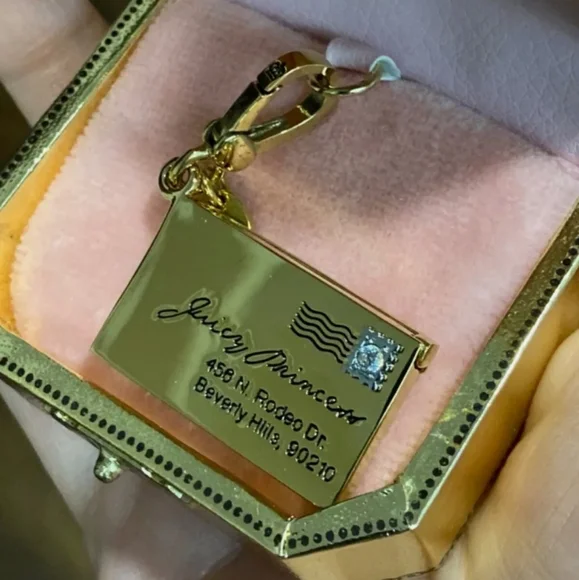 Juicy Princess
456 N. Rodeo Dr.
Beverly Hills, 90210